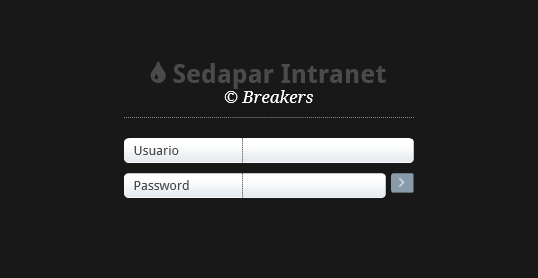 Sedapar Intranet
© Breakers
Usuario
Password